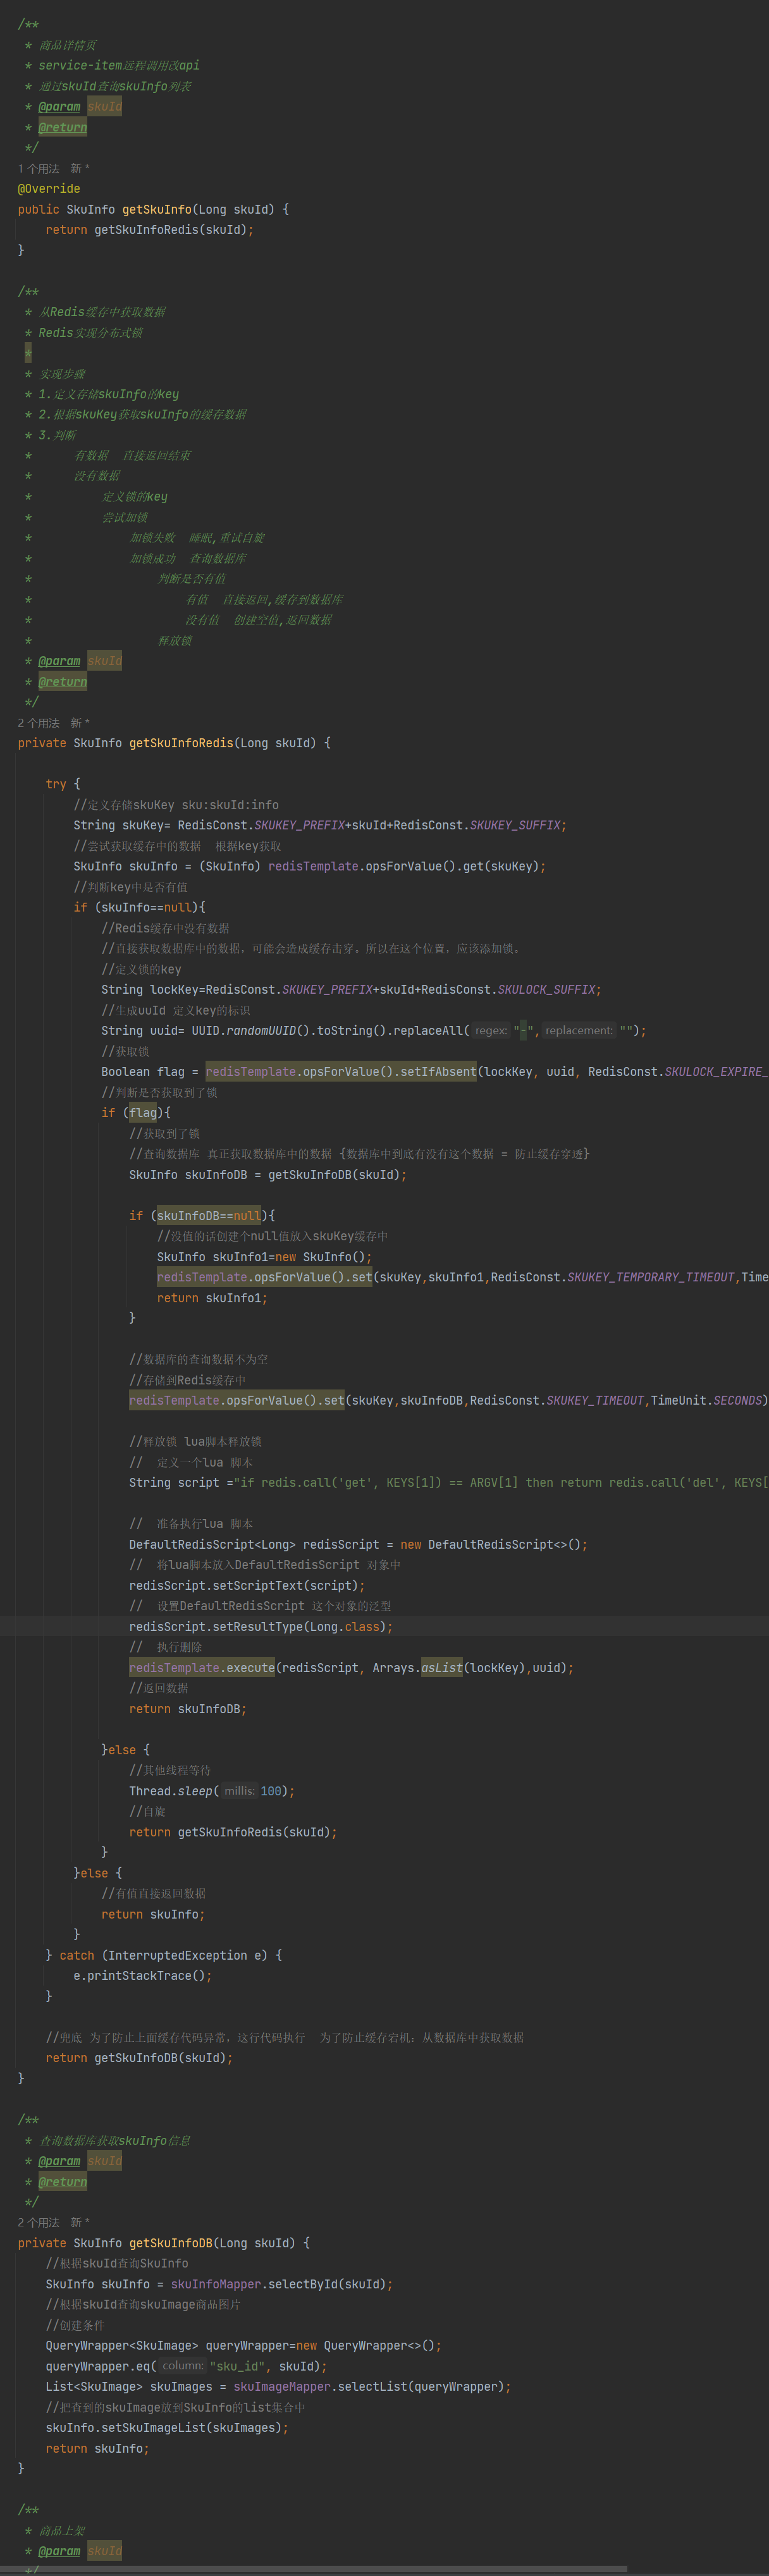 /**
 * 商品详情页
 * service-item远程调用改api
 * 通过skuId查询skuInfo列表
 * @param skuId
 * @return
 */
1 个用法 新 *
@Override
public SkuInfo getSkuInfo(Long skuId) {
    return getSkuInfoRedis(skuId);
}
/**
 * 从Redis缓存中获取数据
 * Redis实现分布式锁
 *
 * 实现步骤
 * 1.定义存储skuInfo的key
 * 2.根据skuKey获取skuInfo的缓存数据
 * 3.判断
 *      有数据  直接返回结束
 *      没有数据
 *          定义锁的key
 *          尝试加锁
 *              加锁失败  睡眠,重试自旋
 *              加锁成功  查询数据库
 *                  判断是否有值
 *                      有值  直接返回,缓存到数据库
 *                      没有值  创建空值,返回数据
 *                  释放锁
 * @param skuId
 * @return
 */
2 个用法 新 *
private SkuInfo getSkuInfoRedis(Long skuId) {
    try {
        //定义存储skuKey sku:skuId:info
        String skuKey= RedisConst.SKUKEY_PREFIX+skuId+RedisConst.SKUKEY_SUFFIX;
        //尝试获取缓存中的数据  根据key获取
        SkuInfo skuInfo = (SkuInfo) redisTemplate.opsForValue().get(skuKey);
        //判断key中是否有值
        if (skuInfo==null){
            //Redis缓存中没有数据
            //直接获取数据库中的数据，可能会造成缓存击穿。所以在这个位置，应该添加锁。
            //定义锁的key
            String lockKey=RedisConst.SKUKEY_PREFIX+skuId+RedisConst.SKULOCK_SUFFIX;
            //生成uuId 定义key的标识
            String uuid= UUID.randomUUID().toString().replaceAll( regex: "-", replacement: "");
            //获取锁
            Boolean flag = redisTemplate.opsForValue().setIfAbsent(lockKey, uuid, RedisConst.SKULOCK_EXPIRE_
            //判断是否获取到了锁
            if (flag){
                //获取到了锁
                //查询数据库 真正获取数据库中的数据 {数据库中到底有没有这个数据 = 防止缓存穿透}
                SkuInfo skuInfoDB = getSkuInfoDB(skuId);
                if (skuInfoDB==null){
                    //没值的话创建个null值放入skuKey缓存中
                    SkuInfo skuInfo1=new SkuInfo();
                    redisTemplate.opsForValue().set(skuKey,skuInfo1,RedisConst.SKUKEY_TEMPORARY_TIMEOUT,Time
                    return skuInfo1;
                }
                //数据库的查询数据不为空
                //存储到Redis缓存中
                redisTemplate.opsForValue().set(skuKey,skuInfoDB,RedisConst.SKUKEY_TIMEOUT,TimeUnit.SECONDS)
                //释放锁 lua脚本释放锁
                //  定义一个lua 脚本
                String script ="if redis.call('get', KEYS[1]) == ARGV[1] then return redis.call('del', KEYS[
                //  准备执行lua 脚本
                DefaultRedisScript<Long> redisScript = new DefaultRedisScript<>();
                //  将lua脚本放入DefaultRedisScript 对象中
                redisScript.setScriptText(script);
                //  设置DefaultRedisScript 这个对象的泛型
                redisScript.setResultType(Long.class);
                //  执行删除
                redisTemplate.execute(redisScript, Arrays.asList(lockKey),uuid);
                //返回数据
                return skuInfoDB;
            }else {
                //其他线程等待
                Thread.sleep( millis: 100);
                //自旋
                return getSkuInfoRedis(skuId);
            }
        }else {
            //有值直接返回数据
            return skuInfo;
        }
    } catch (InterruptedException e) {
        e.printStackTrace();
    }
    //兜底 为了防止上面缓存代码异常，这行代码执行  为了防止缓存宕机：从数据库中获取数据
    return getSkuInfoDB(skuId);
}
/**
 * 查询数据库获取skuInfo信息
 * @param skuId
 * @return
 */
2 个用法 新 *
private SkuInfo getSkuInfoDB(Long skuId) {
    //根据skuId查询SkuInfo
    SkuInfo skuInfo = skuInfoMapper.selectById(skuId);
    //根据skuId查询skuImage商品图片
    //创建条件
    QueryWrapper<SkuImage> queryWrapper=new QueryWrapper<>();
    queryWrapper.eq( column: "sku_id", skuId);
    List<SkuImage> skuImages = skuImageMapper.selectList(queryWrapper);
    //把查到的skuImage放到SkuInfo的list集合中
    skuInfo.setSkuImageList(skuImages);
    return skuInfo;
}
/**
 * 商品上架
 * @param skuId
 */